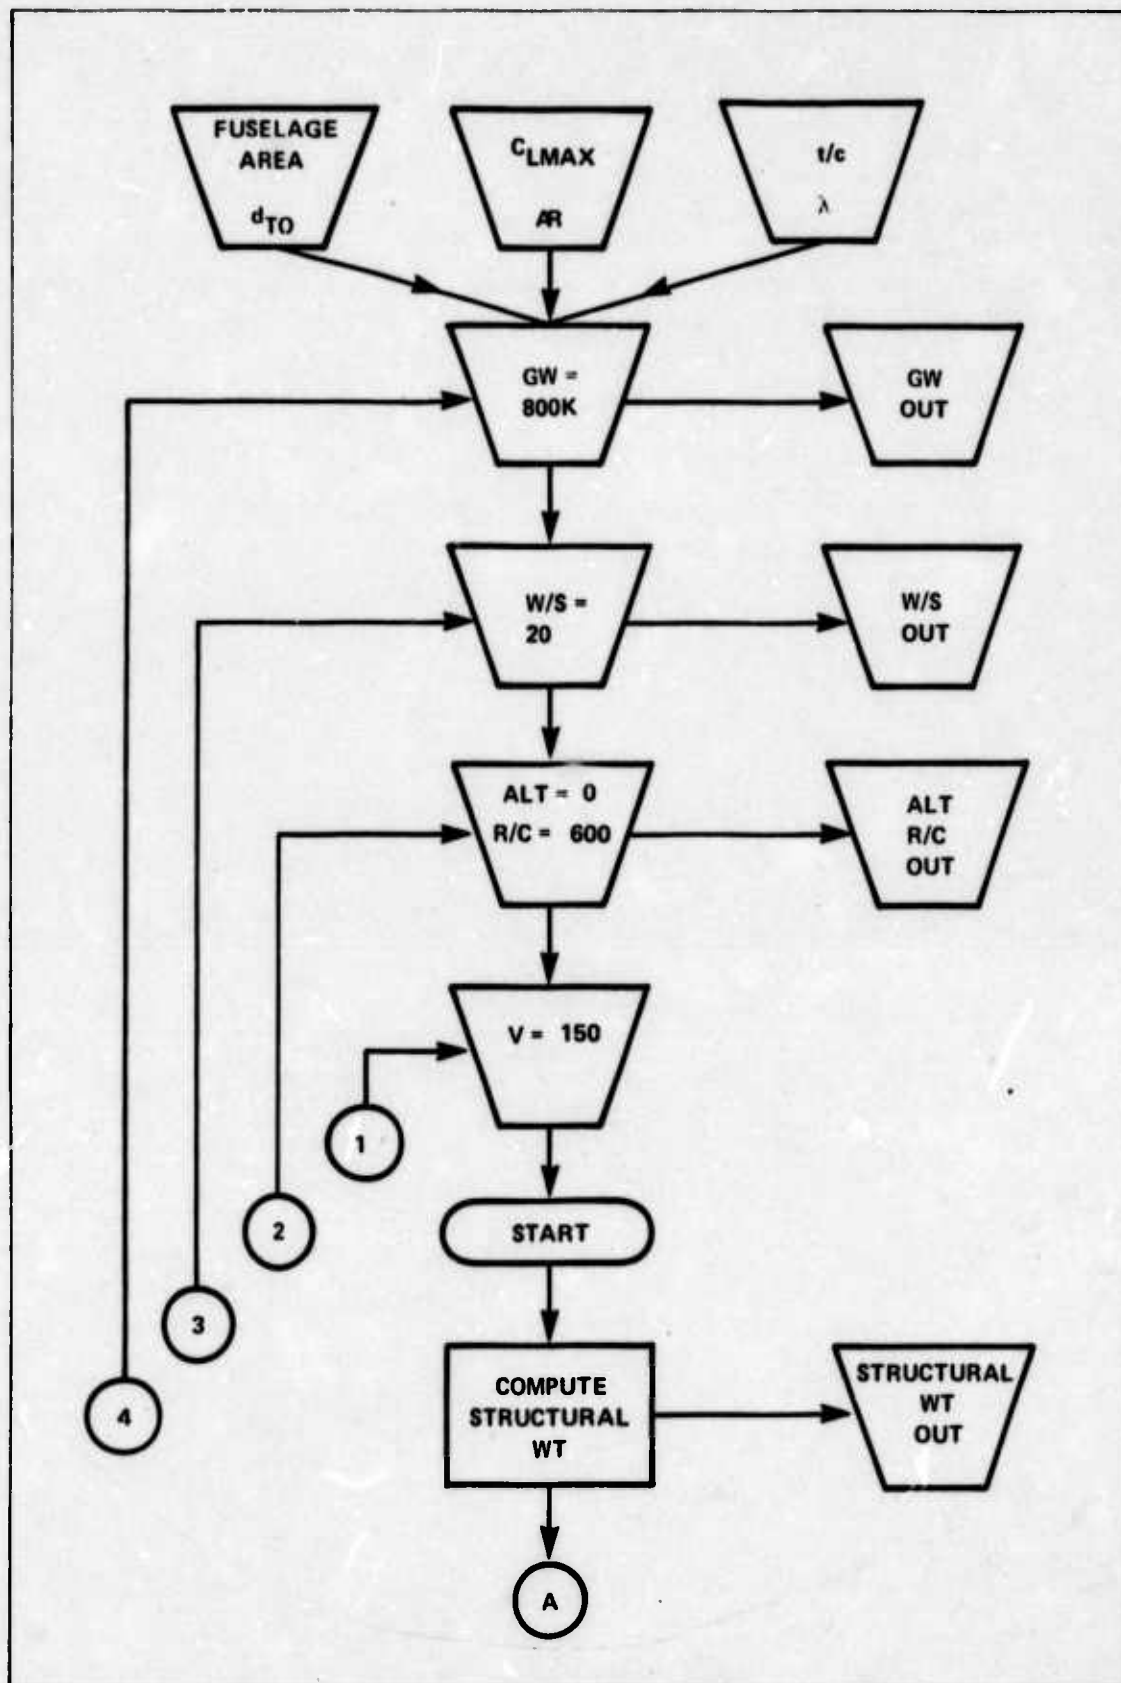 FUSELAGE
AREA
dTO
CLMAX
AR
t/c
λ
GW =
800K
GW
OUT
W/S =
20
W/S
OUT
ALT = 0
R/C = 600
ALT
R/C
OUT
V = 150
1
START
2
3
COMPUTE
STRUCTURAL
WT
STRUCTURAL
WT
OUT
4
A